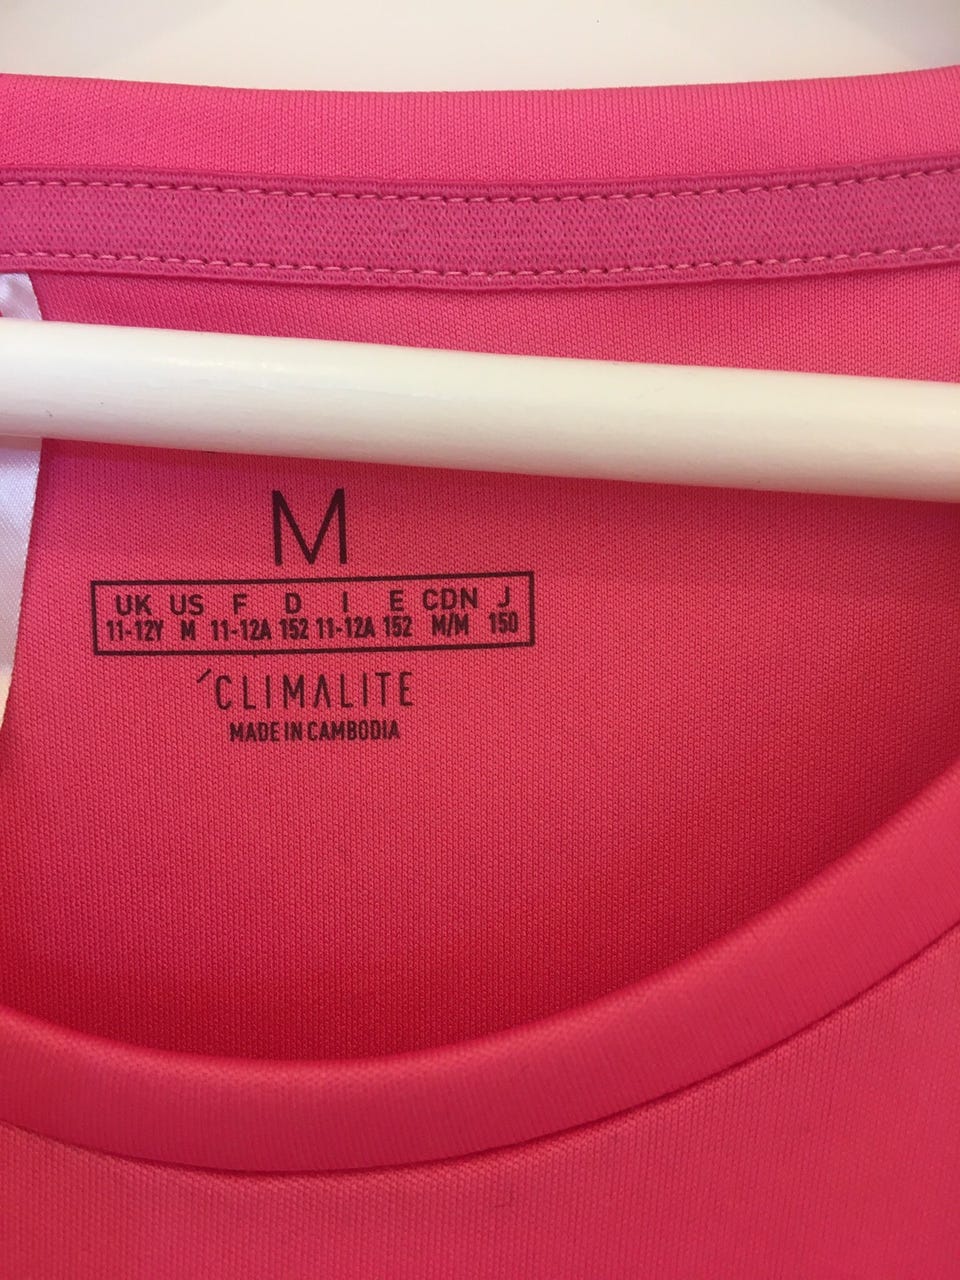 M
UK US F D I E CDN J
11-12Y M 11-12A 152 11-12A 152 M/M 150
CLIMALITE
MADE IN CAMBODIA